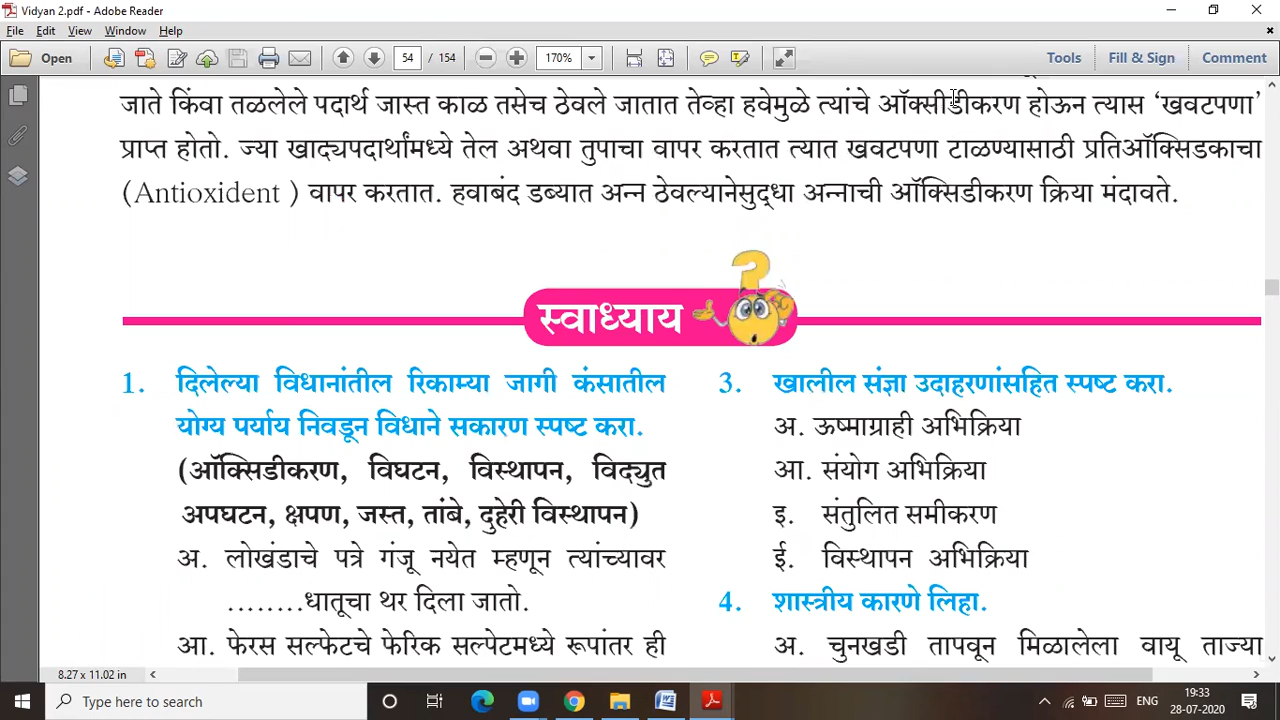 Vidyan 2.pdf - Adobe Reader
File Edit View Window Help
Open 54 / 154 170% Tools Fill & Sign Comment
जाते किंवा तळलेले पदार्थ जास्त काळ तसेच ठेवले जातात तेव्हा हवेमुळे त्यांचे ऑक्सीडीकरण होऊन त्यास ‘खवटपणा’
प्राप्त होतो. ज्या खाद्यपदार्थांमध्ये तेल अथवा तुपाचा वापर करतात त्यात खवटपणा टाळण्यासाठी प्रतिऑक्सिडकाचा
(Antioxident ) वापर करतात. हवाबंद डब्यात अन्न ठेवल्यानेसुद्धा अन्नाची ऑक्सिडीकरण क्रिया मंदावते.
स्वाध्याय
1. दिलेल्या विधानांतील रिकाम्या जागी कंसातील
योग्य पर्याय निवडून विधाने सकारण स्पष्ट करा.
(ऑक्सिडीकरण, विघटन, विस्थापन, विद्युत
अपघटन, क्षपण, जस्त, तांबे, दुहेरी विस्थापन)
अ. लोखंडाचे पत्रे गंजू नयेत म्हणून त्यांच्यावर
........धातूचा थर दिला जातो.
आ. फेरस सल्फेटचे फेरिक सल्पेटमध्ये रूपांतर ही
3. खालील संज्ञा उदाहरणांसहित स्पष्ट करा.
अ. ऊष्माग्राही अभिक्रिया
आ. संयोग अभिक्रिया
इ. संतुलित समीकरण
ई. विस्थापन अभिक्रिया
4. शास्त्रीय कारणे लिहा.
अ. चुनखडी तापवून मिळालेला वायू ताज्या
8.27 x 11.02 in
Type here to search
ENG
19:33
28-07-2020